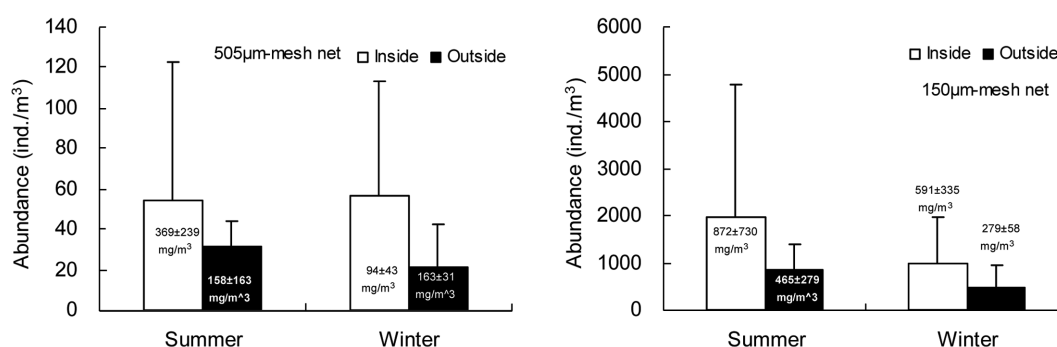 505µm-mesh net
Inside
Outside
Abundance (ind./m³)
140
120
100
80
60
40
20
0
369±239
mg/m³
158±163
mg/m^3
94±43
mg/m³
163±31
mg/m^3
Summer
Winter
Inside
Outside
150µm-mesh net
Abundance (ind./m³)
6000
5000
4000
3000
2000
1000
0
872±730
mg/m³
465±279
mg/m^3
591±335
mg/m³
279±58
mg/m³
Summer
Winter